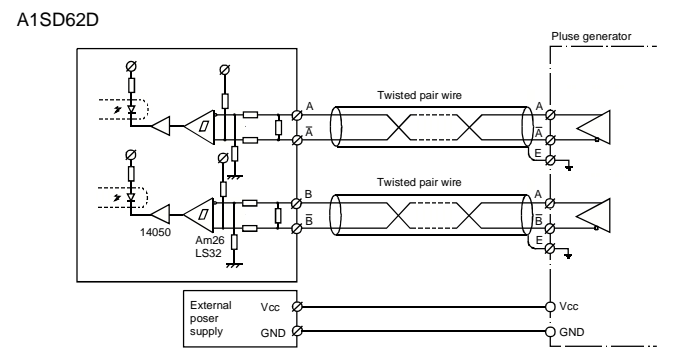 A1SD62D
Pluse generator
A
Twisted pair wire
A
A̅
A̅
E
B
Twisted pair wire
A
B̅
B̅
E
14050
Am26
LS32
External
poser
supply
Vcc
Vcc
GND
GND